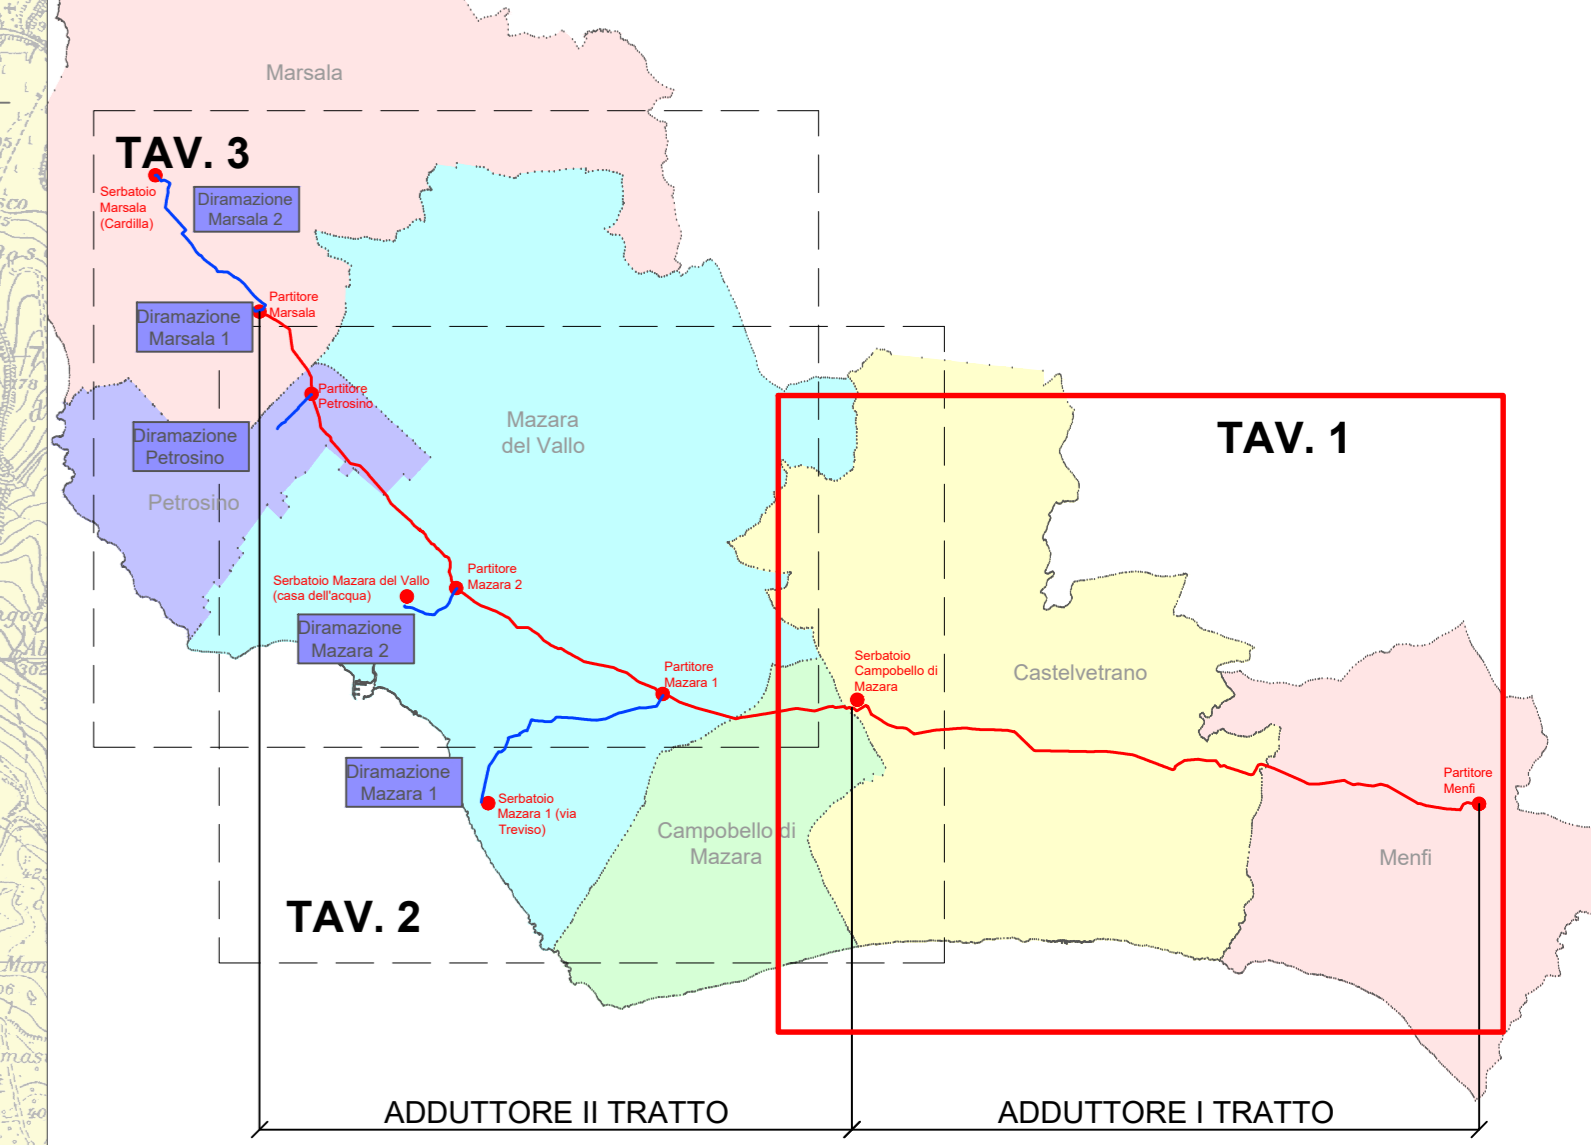 Marsala
TAV. 3
Serbatoio
Marsala
(Cardilla)
Diramazione
Marsala 2
Partitore
Marsala
Diramazione
Marsala 1
Partitore
Petrosino
Diramazione
Petrosino
Petrosino
Mazara
del Vallo
TAV. 1
Serbatoio Mazara del Vallo
(casa dell'acqua)
Partitore
Mazara 2
Diramazione
Mazara 2
Partitore
Mazara 1
Serbatoio
Campobello di
Mazara
Castelvetrano
Diramazione
Mazara 1
Serbatoio
Mazara 1 (via
Treviso)
Campobello di
Mazara
Partitore
Menfi
Menfi
TAV. 2
ADDUTTORE II TRATTO
ADDUTTORE I TRATTO